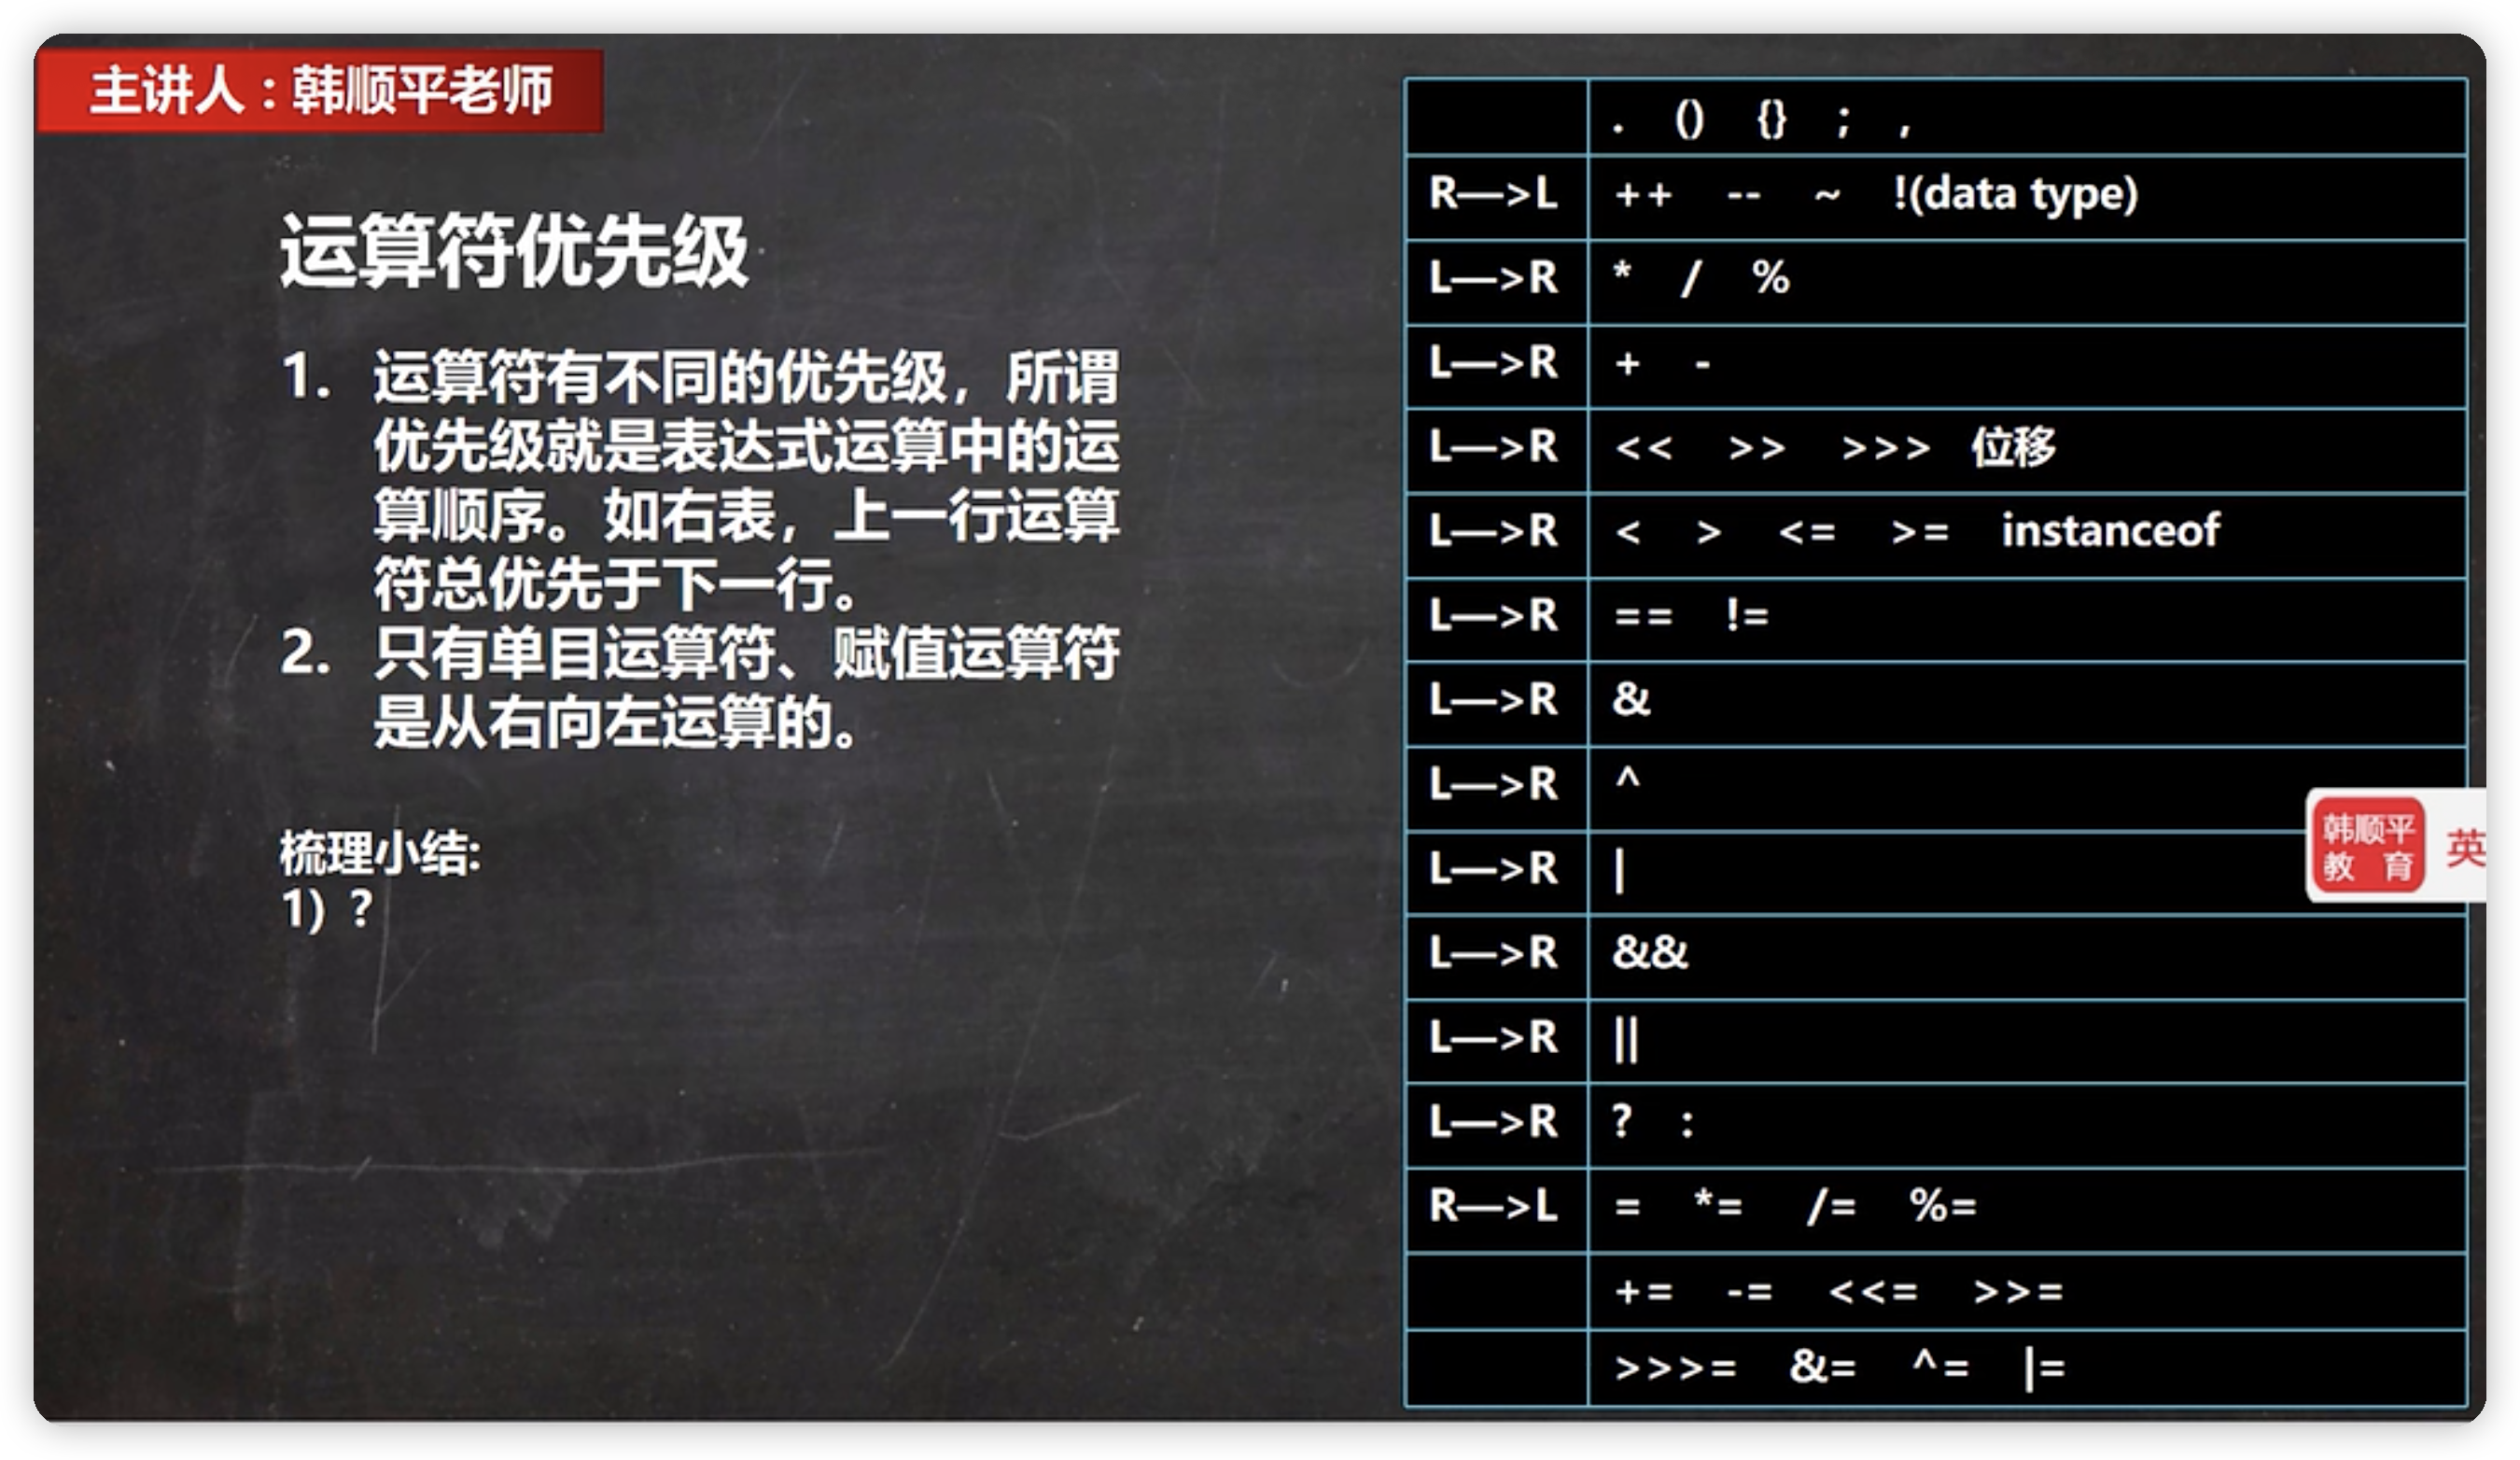 主讲人：韩顺平老师
运算符优先级
1. 运算符有不同的优先级，所谓
优先级就是表达式运算中的运
算顺序。如右表，上一行运算
符总优先于下一行。
2. 只有单目运算符、赋值运算符
是从右向左运算的。
梳理小结:
1) ?
. () {} ; ,
R—>L ++ -- ~ !(data type)
L—>R * / %
L—>R + -
L—>R << >> >>> 位移
L—>R < > <= >= instanceof
L—>R == !=
L—>R &
L—>R ^
L—>R |
L—>R &&
L—>R ||
L—>R ? :
R—>L = *= /= %=
+= -= <<= >>=
>>>= &= ^= |=
韩顺平
教 育
英